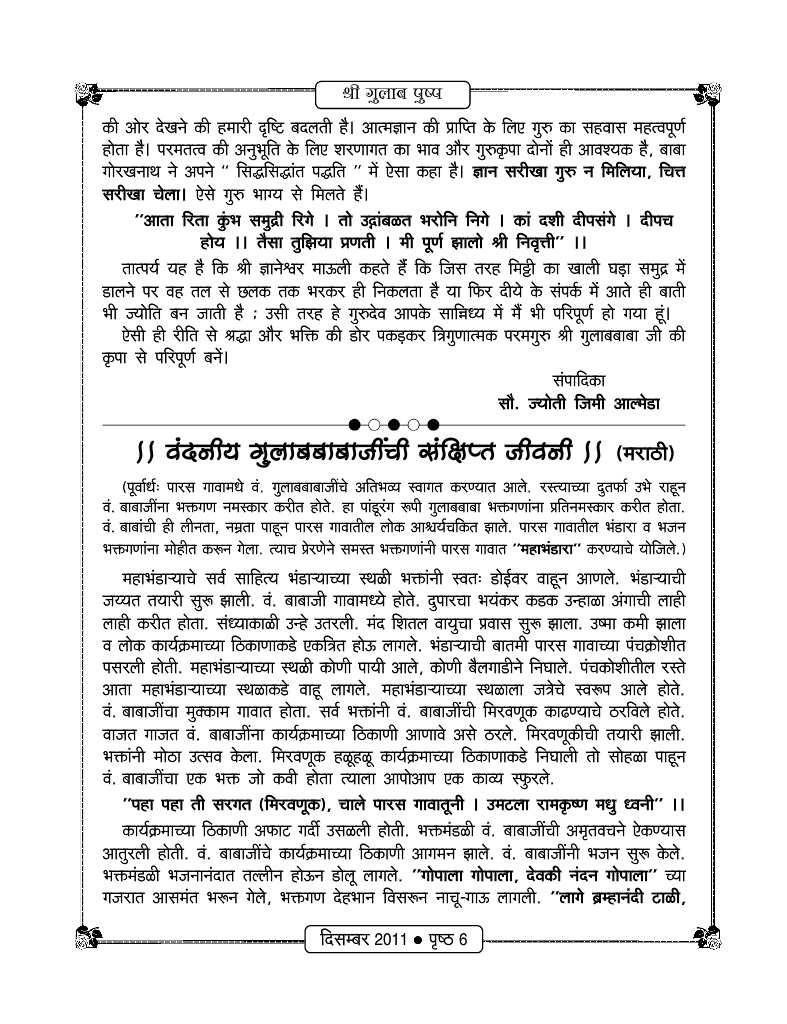 श्री गुलाब पुष्प
की ओर देखने की हमारी दृष्टि बदलती है। आत्मज्ञान की प्राप्ति के लिए गुरु का सहवास महत्वपूर्ण
होता है। परमतत्व की अनुभूति के लिए शरणागत का भाव और गुरुकृपा दोनों ही आवश्यक है, बाबा
गोरखनाथ ने अपने ‘‘ सिद्धसिद्धांत पद्धति ’’ में ऐसा कहा है। ज्ञान सरीखा गुरु न मिलिया, चित्त
सरीखा चेला। ऐसे गुरु भाग्य से मिलते हैं।
’’आता रिता कुंभ समुद्री रिगे । तो उद्गांबळत भरोनि निगे । कां दशी दीपसंगे । दीपच
होय ।। तैसा तुझिया प्रणती । मी पूर्ण झालो श्री निवृत्ती’’ ।।
तात्पर्य यह है कि श्री ज्ञानेश्वर माऊली कहते हैं कि जिस तरह मिट्टी का खाली घड़ा समुद्र में
डालने पर वह तल से छलक तक भरकर ही निकलता है या फिर दीये के संपर्क में आते ही बाती
भी ज्योति बन जाती है ; उसी तरह हे गुरुदेव आपके सान्निध्य में मैं भी परिपूर्ण हो गया हूं।
ऐसी ही रीति से श्रद्धा और भक्ति की डोर पकड़कर त्रिगुणात्मक परमगुरु श्री गुलाबबाबा जी की
कृपा से परिपूर्ण बनें।
संपादिका
सौ. ज्योती जिमी आल्मेडा
।। वंदनीय गुलाबबाबाजींची संक्षिप्त जीवनी ।। (मराठी)
(पूर्वार्धः पारस गावामधे वं. गुलाबबाबाजींचे अतिभव्य स्वागत करण्यात आले. रस्त्याच्या दुतर्फा उभे राहून
वं. बाबाजींना भक्तगण नमस्कार करीत होते. हा पांडूरंग रूपी गुलाबबाबा भक्तगणांना प्रतिनमस्कार करीत होता.
वं. बाबांची ही लीनता, नम्रता पाहून पारस गावातील लोक आश्चर्यचकित झाले. पारस गावातील भंडारा व भजन
भक्तगणांना मोहीत करून गेला. त्याच प्रेरणेने समस्त भक्तगणांनी पारस गावात ’’महाभंडारा’’ करण्याचे योजिले.)
महाभंडाऱ्याचे सर्व साहित्य भंडाऱ्याच्या स्थळी भक्तांनी स्वतः डोईवर वाहून आणले. भंडाऱ्याची
जय्यत तयारी सुरू झाली. वं. बाबाजी गावामध्ये होते. दुपारचा भयंकर कडक उन्हाळा अंगाची लाही
लाही करीत होता. संध्याकाळी उन्हे उतरली. मंद शितल वायुचा प्रवास सुरू झाला. उष्मा कमी झाला
व लोक कार्यक्रमाच्या ठिकाणाकडे एकत्रित होऊ लागले. भंडाऱ्याची बातमी पारस गावाच्या पंचक्रोशीत
पसरली होती. महाभंडाऱ्याच्या स्थळी कोणी पायी आले, कोणी बैलगाडीने निघाले. पंचकोशीतील रस्ते
आता महाभंडाऱ्याच्या स्थळाकडे वाहू लागले. महाभंडाऱ्याच्या स्थळाला जत्रेचे स्वरूप आले होते.
वं. बाबाजींचा मुक्काम गावात होता. सर्व भक्तांनी वं. बाबाजींची मिरवणूक काढण्याचे ठरविले होते.
वाजत गाजत वं. बाबाजींना कार्यक्रमाच्या ठिकाणी आणावे असे ठरले. मिरवणूकीची तयारी झाली.
भक्तांनी मोठा उत्सव केला. मिरवणूक हळूहळू कार्यक्रमाच्या ठिकाणाकडे निघाली तो सोहळा पाहून
वं. बाबाजींचा एक भक्त जो कवी होता त्याला आपोआप एक काव्य स्फुरले.
’’पहा पहा ती सरगत (मिरवणूक), चाले पारस गावातूनी । उमटला रामकृष्ण मधु ध्वनी’’ ।।
कार्यक्रमाच्या ठिकाणी अफाट गर्दी उसळली होती. भक्तमंडळी वं. बाबाजींची अमृतवचने ऐकण्यास
आतुरली होती. वं. बाबाजींचे कार्यक्रमाच्या ठिकाणी आगमन झाले. वं. बाबाजींनी भजन सुरू केले.
भक्तमंडळी भजनानंदात तल्लीन होऊन डोलू लागले. ’’गोपाला गोपाला, देवकी नंदन गोपाला’’ च्या
गजरात आसमंत भरून गेले, भक्तगण देहभान विसरून नाचू-गाऊ लागली. ’’लागे ब्रम्हानंदी टाळी,
दिसम्बर 2011 ● पृष्ठ 6